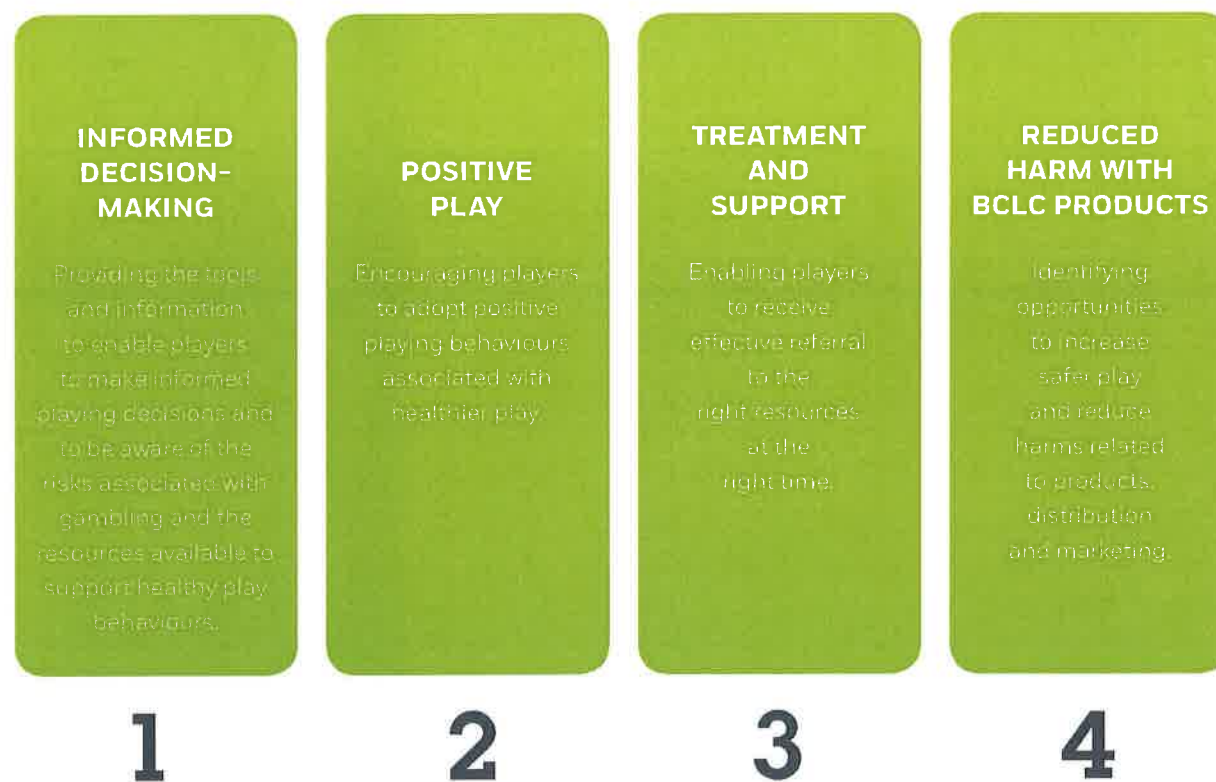 INFORMED
DECISION-
MAKING
Providing the tools
and information
to enable players
to make informed
playing decisions and
to be aware of the
risks associated with
gambling and the
resources available to
support healthy play
behaviours.
1
POSITIVE
PLAY
Encouraging players
to adopt positive
playing behaviours
associated with
healthier play.
2
TREATMENT
AND
SUPPORT
Enabling players
to receive
effective referral
to the
right resources
at the
right time.
3
REDUCED
HARM WITH
BCLC PRODUCTS
Identifying
opportunities
to increase
safer play
and reduce
harms related
to products,
distribution
and marketing.
4